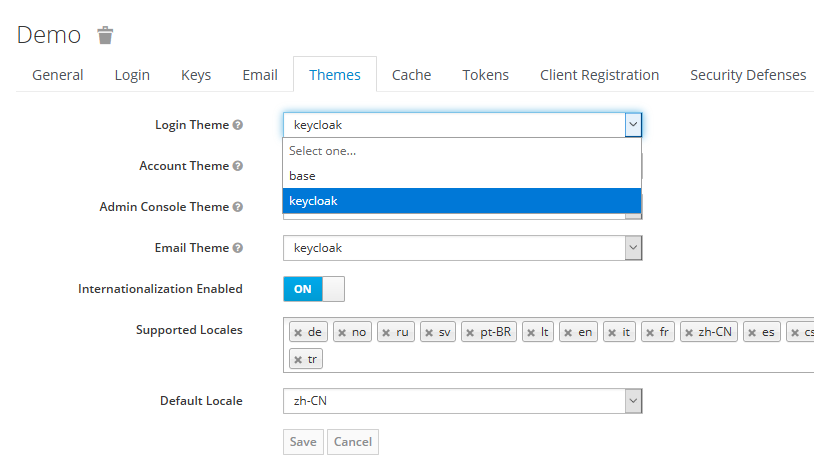 Demo
General Login Keys Email Themes Cache Tokens Client Registration Security Defenses
Login Theme keycloak
Select one...
Account Theme
base
Admin Console Theme
keycloak
Email Theme keycloak
Internationalization Enabled ON
Supported Locales × de × no × ru × sv × pt-BR × lt × en × it × fr × zh-CN × es × cs
× tr
Default Locale zh-CN
Save Cancel